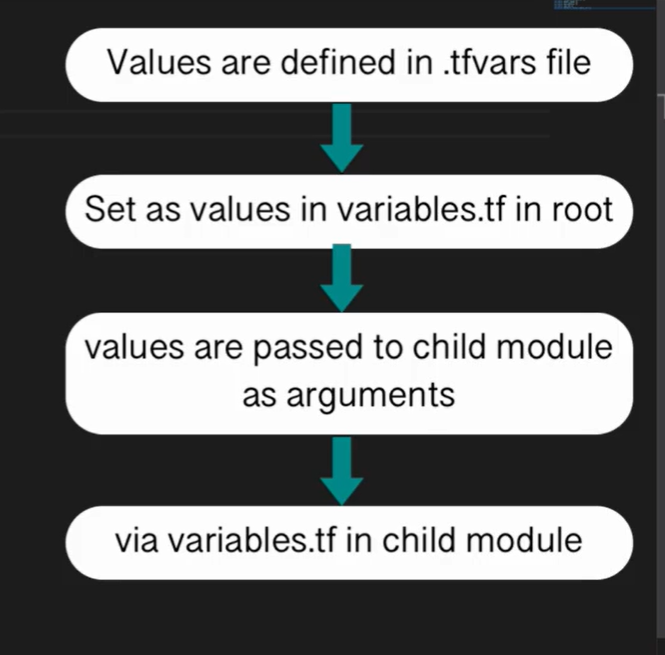 Values are defined in .tfvars file
Set as values in variables.tf in root
values are passed to child module
as arguments
via variables.tf in child module